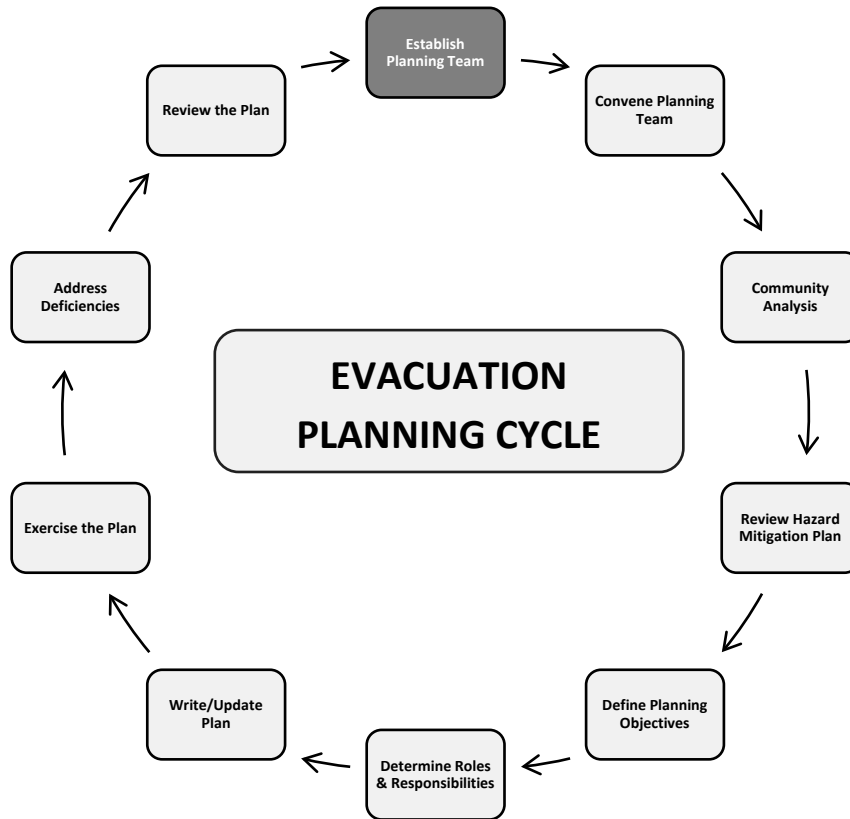 Establish
Planning Team
Convene Planning
Team
Community
Analysis
Review Hazard
Mitigation Plan
Define Planning
Objectives
Determine Roles
& Responsibilities
Write/Update
Plan
Exercise the Plan
Address
Deficiencies
Review the Plan
EVACUATION
PLANNING CYCLE